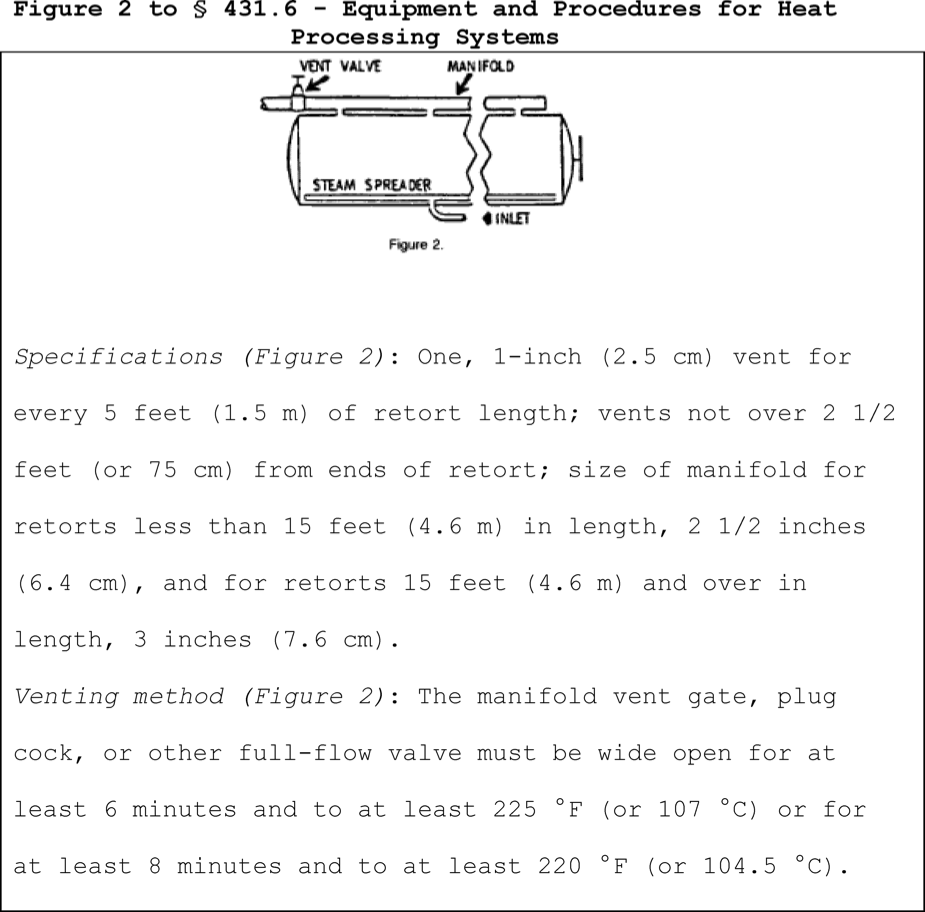 Figure 2 to § 431.6 - Equipment and Procedures for Heat
Processing Systems
VENT VALVE
MANIFOLD
STEAM SPREADER
INLET
Figure 2.
Specifications (Figure 2): One, 1-inch (2.5 cm) vent for
every 5 feet (1.5 m) of retort length; vents not over 2 1/2
feet (or 75 cm) from ends of retort; size of manifold for
retorts less than 15 feet (4.6 m) in length, 2 1/2 inches
(6.4 cm), and for retorts 15 feet (4.6 m) and over in
length, 3 inches (7.6 cm).
Venting method (Figure 2): The manifold vent gate, plug
cock, or other full-flow valve must be wide open for at
least 6 minutes and to at least 225 °F (or 107 °C) or for
at least 8 minutes and to at least 220 °F (or 104.5 °C).